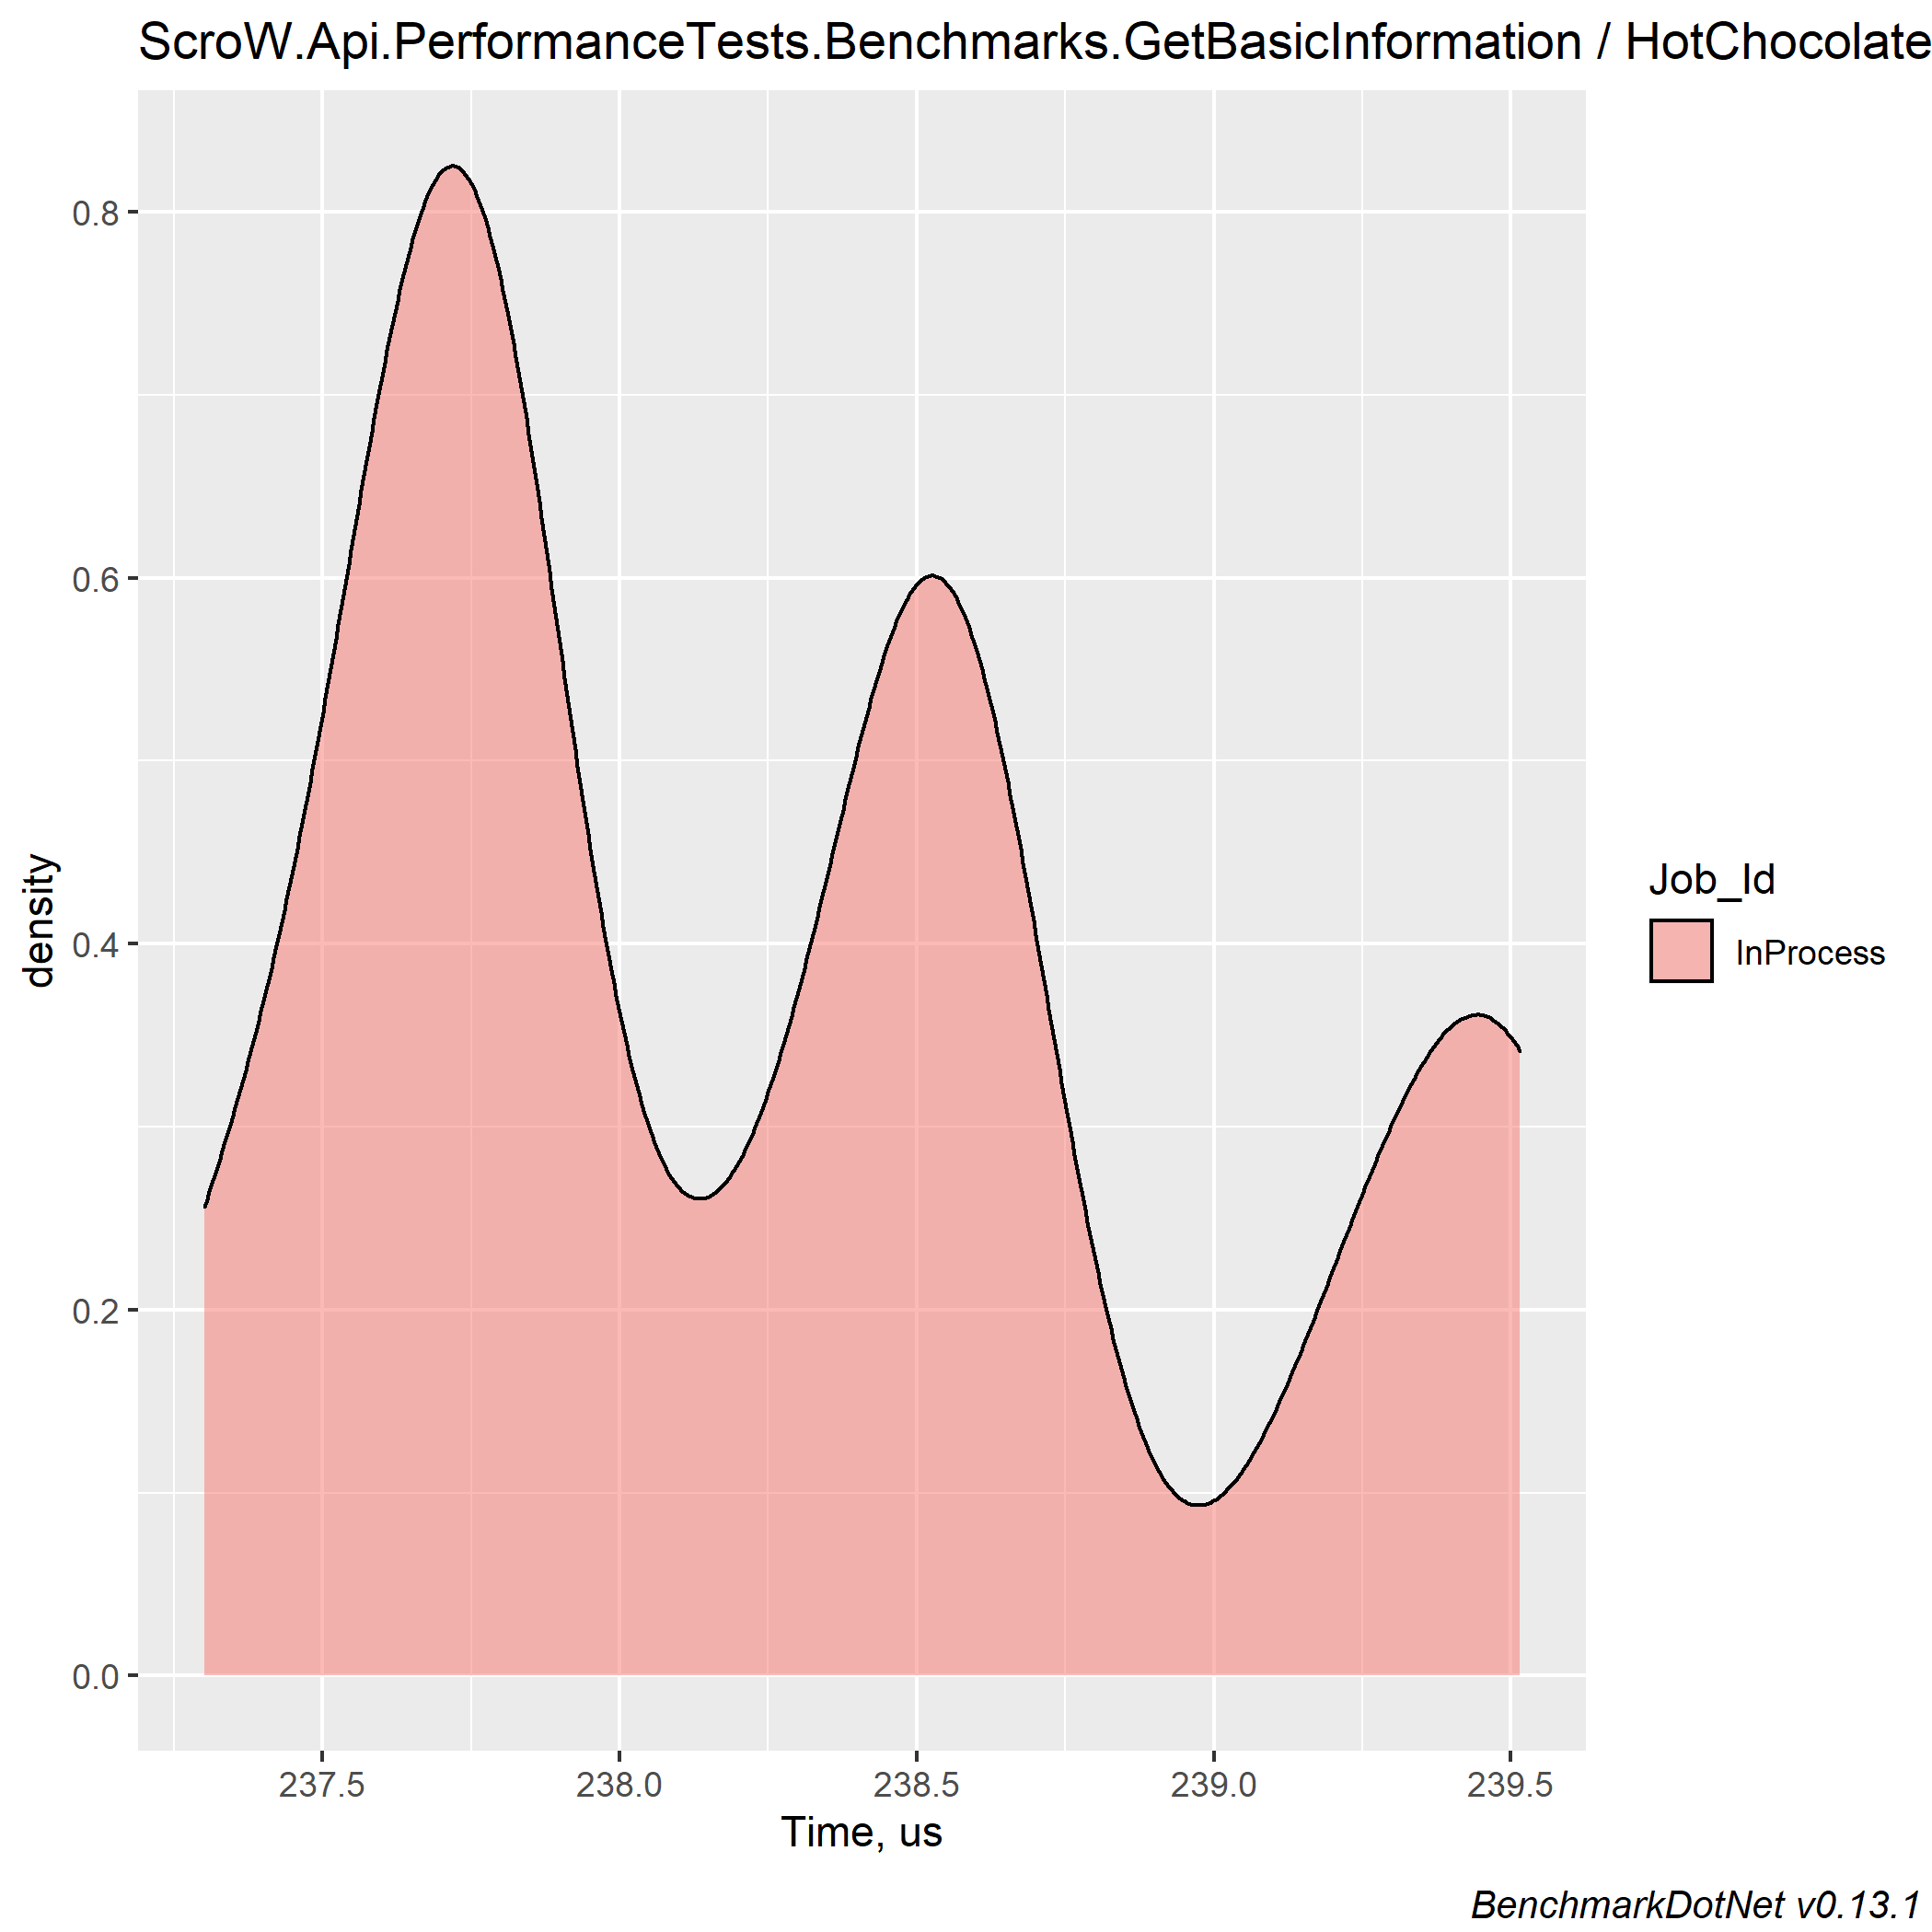 ScroW.Api.PerformanceTests.Benchmarks.GetBasicInformation / HotChocolate
0.8
0.6
0.4
0.2
0.0
density
237.5 238.0 238.5 239.0 239.5
Time, us
Job_Id
InProcess
BenchmarkDotNet v0.13.1